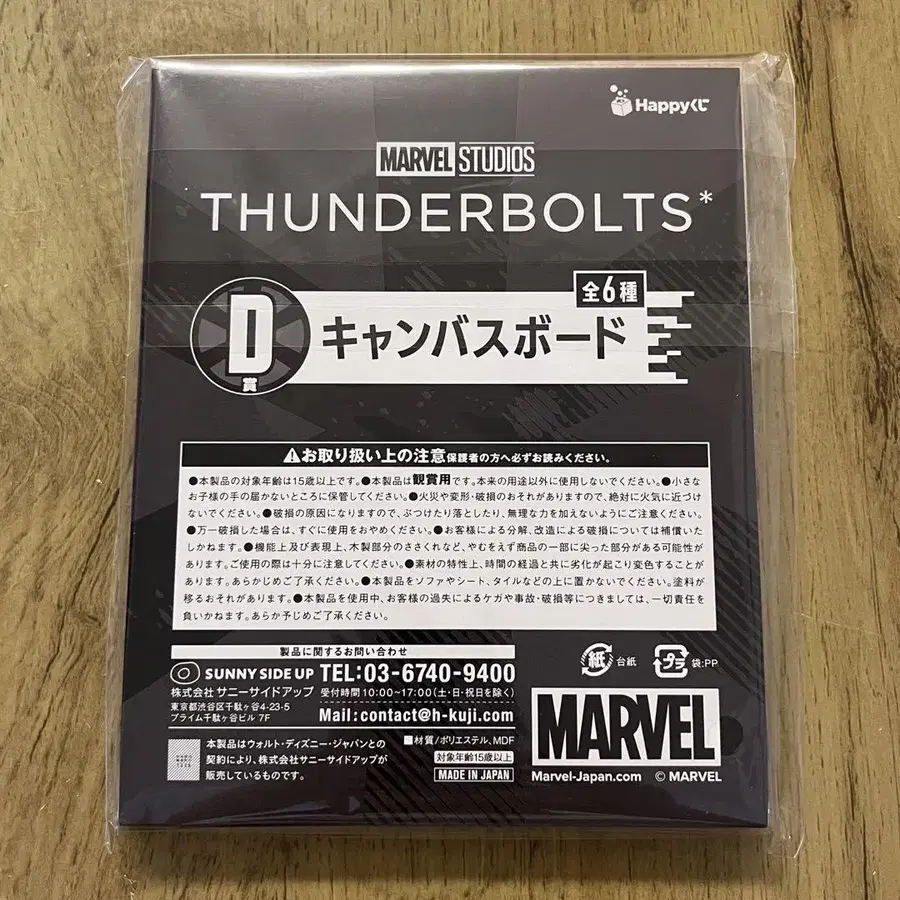 Happyくじ
MARVEL STUDIOS
THUNDERBOLTS*
全6種
D賞
キャンバスボード
⚠お取り扱い上の注意 保護者の方へ必ずお読みください。
●本製品の対象年齢は15歳以上です。●本製品は観賞用です。本来の用途以外に使用しないでください。●小さな
お子様の手の届かないところに保管してください。●火災や変形・破損のおそれがありますので、絶対に火気に近づけ
ないでください。●破損の原因になりますので、ぶつけたり落としたり、無理な力を加えないようにご注意ください。
●万一破損した場合は、すぐに使用をおやめください。●お客様による分解、改造による破損については補償いた
しかねます。●機能上及び表現上、木製部分のささくれなど、やむをえず商品の一部に尖った部分がある可能性が
あります。ご使用の際は十分に注意してください。●素材の特性上、時間の経過と共に劣化が起こり変色することが
あります。あらかじめご了承ください。●本製品をソファやシート、タイルなどの上に置かないでください。塗料が
移るおそれがあります。●本製品を使用中、お客様の過失によるケガや事故・破損等につきましては、一切責任を
負いかねます。あらか予じめご了承ください。
製品に関するお問い合わせ
SUNNY SIDE UP
株式会社 サニーサイドアップ
東京都渋谷区千駄ヶ谷4-23-5
プライム千駄ヶ谷ビル 7F
TEL:03-6740-9400
受付時間 10:00~17:00(土・日・祝日を除く)
Mail:contact@h-kuji.com
本製品はウォルト・ディズニー・ジャパンとの
契約により、株式会社サニーサイドアップが
販売しているものです。
■材質/ポリエステル、MDF
対象年齢15歳以上
MADE IN JAPAN
紙 台紙
プラ 袋:PP
MARVEL
Marvel-Japan.com © MARVEL